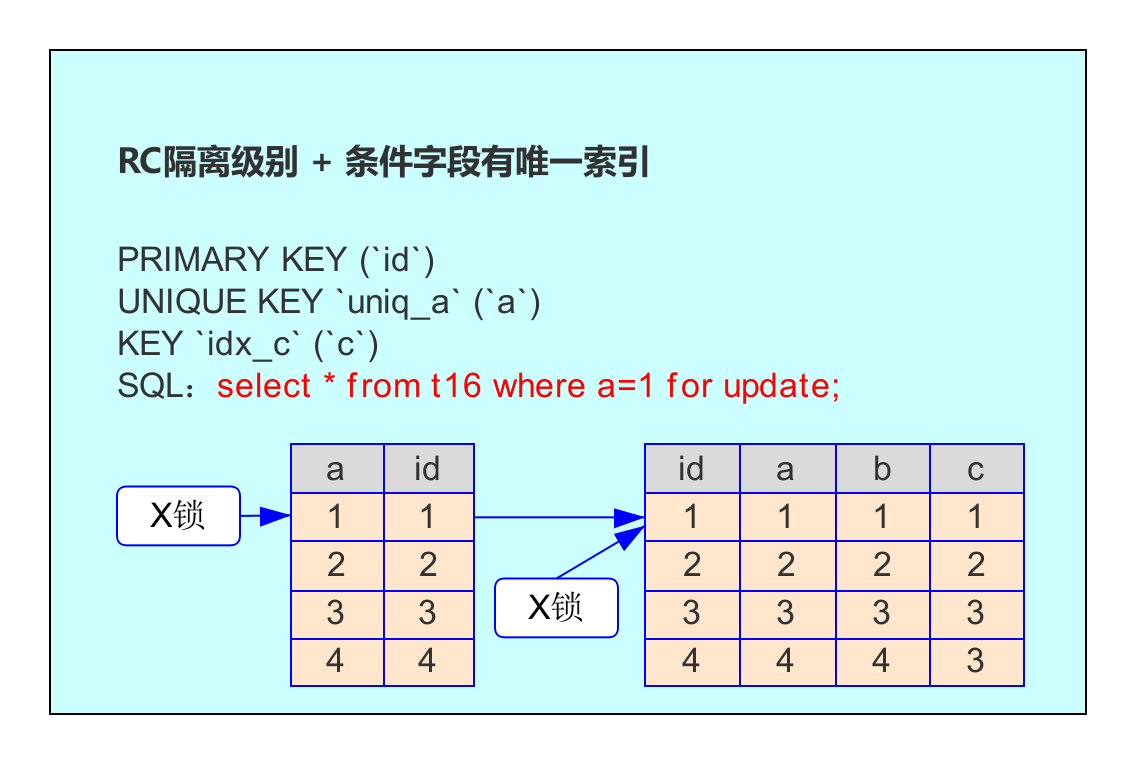 RC隔离级别 + 条件字段有唯一索引
PRIMARY KEY (`id`)
UNIQUE KEY `uniq_a` (`a`)
KEY `idx_c` (`c`)
SQL：select * from t16 where a=1 for update;
a id
1 1
2 2
3 3
4 4
X锁
X锁
id a b c
1 1 1 1
2 2 2 2
3 3 3 3
4 4 4 3